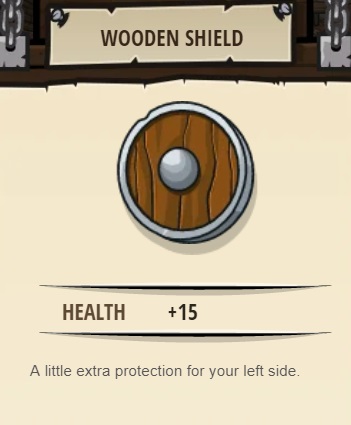 WOODEN SHIELD
HEALTH +15
A little extra protection for your left side.